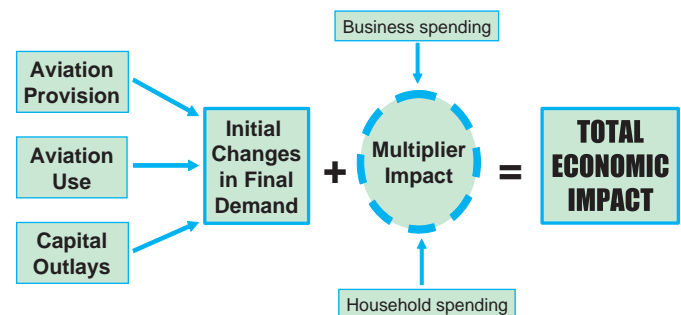 Business spending
Aviation
Provision
Aviation
Use
Capital
Outlays
Initial
Changes
in Final
Demand
+
Multiplier
Impact
=
TOTAL
ECONOMIC
IMPACT
Household spending